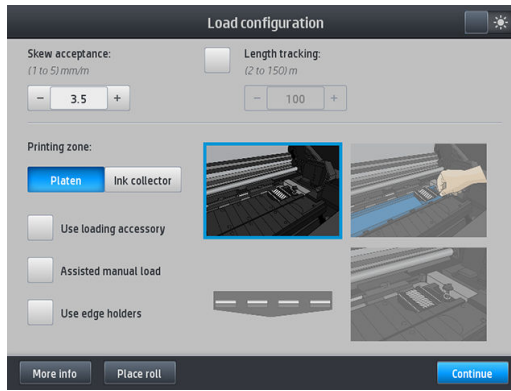 Load configuration
Skew acceptance:
(1 to 5) mm/m
− 3.5 +
Length tracking:
(2 to 150) m
− 100 +
Printing zone:
Platen
Ink collector
Use loading accessory
Assisted manual load
Use edge holders
More info
Place roll
Continue